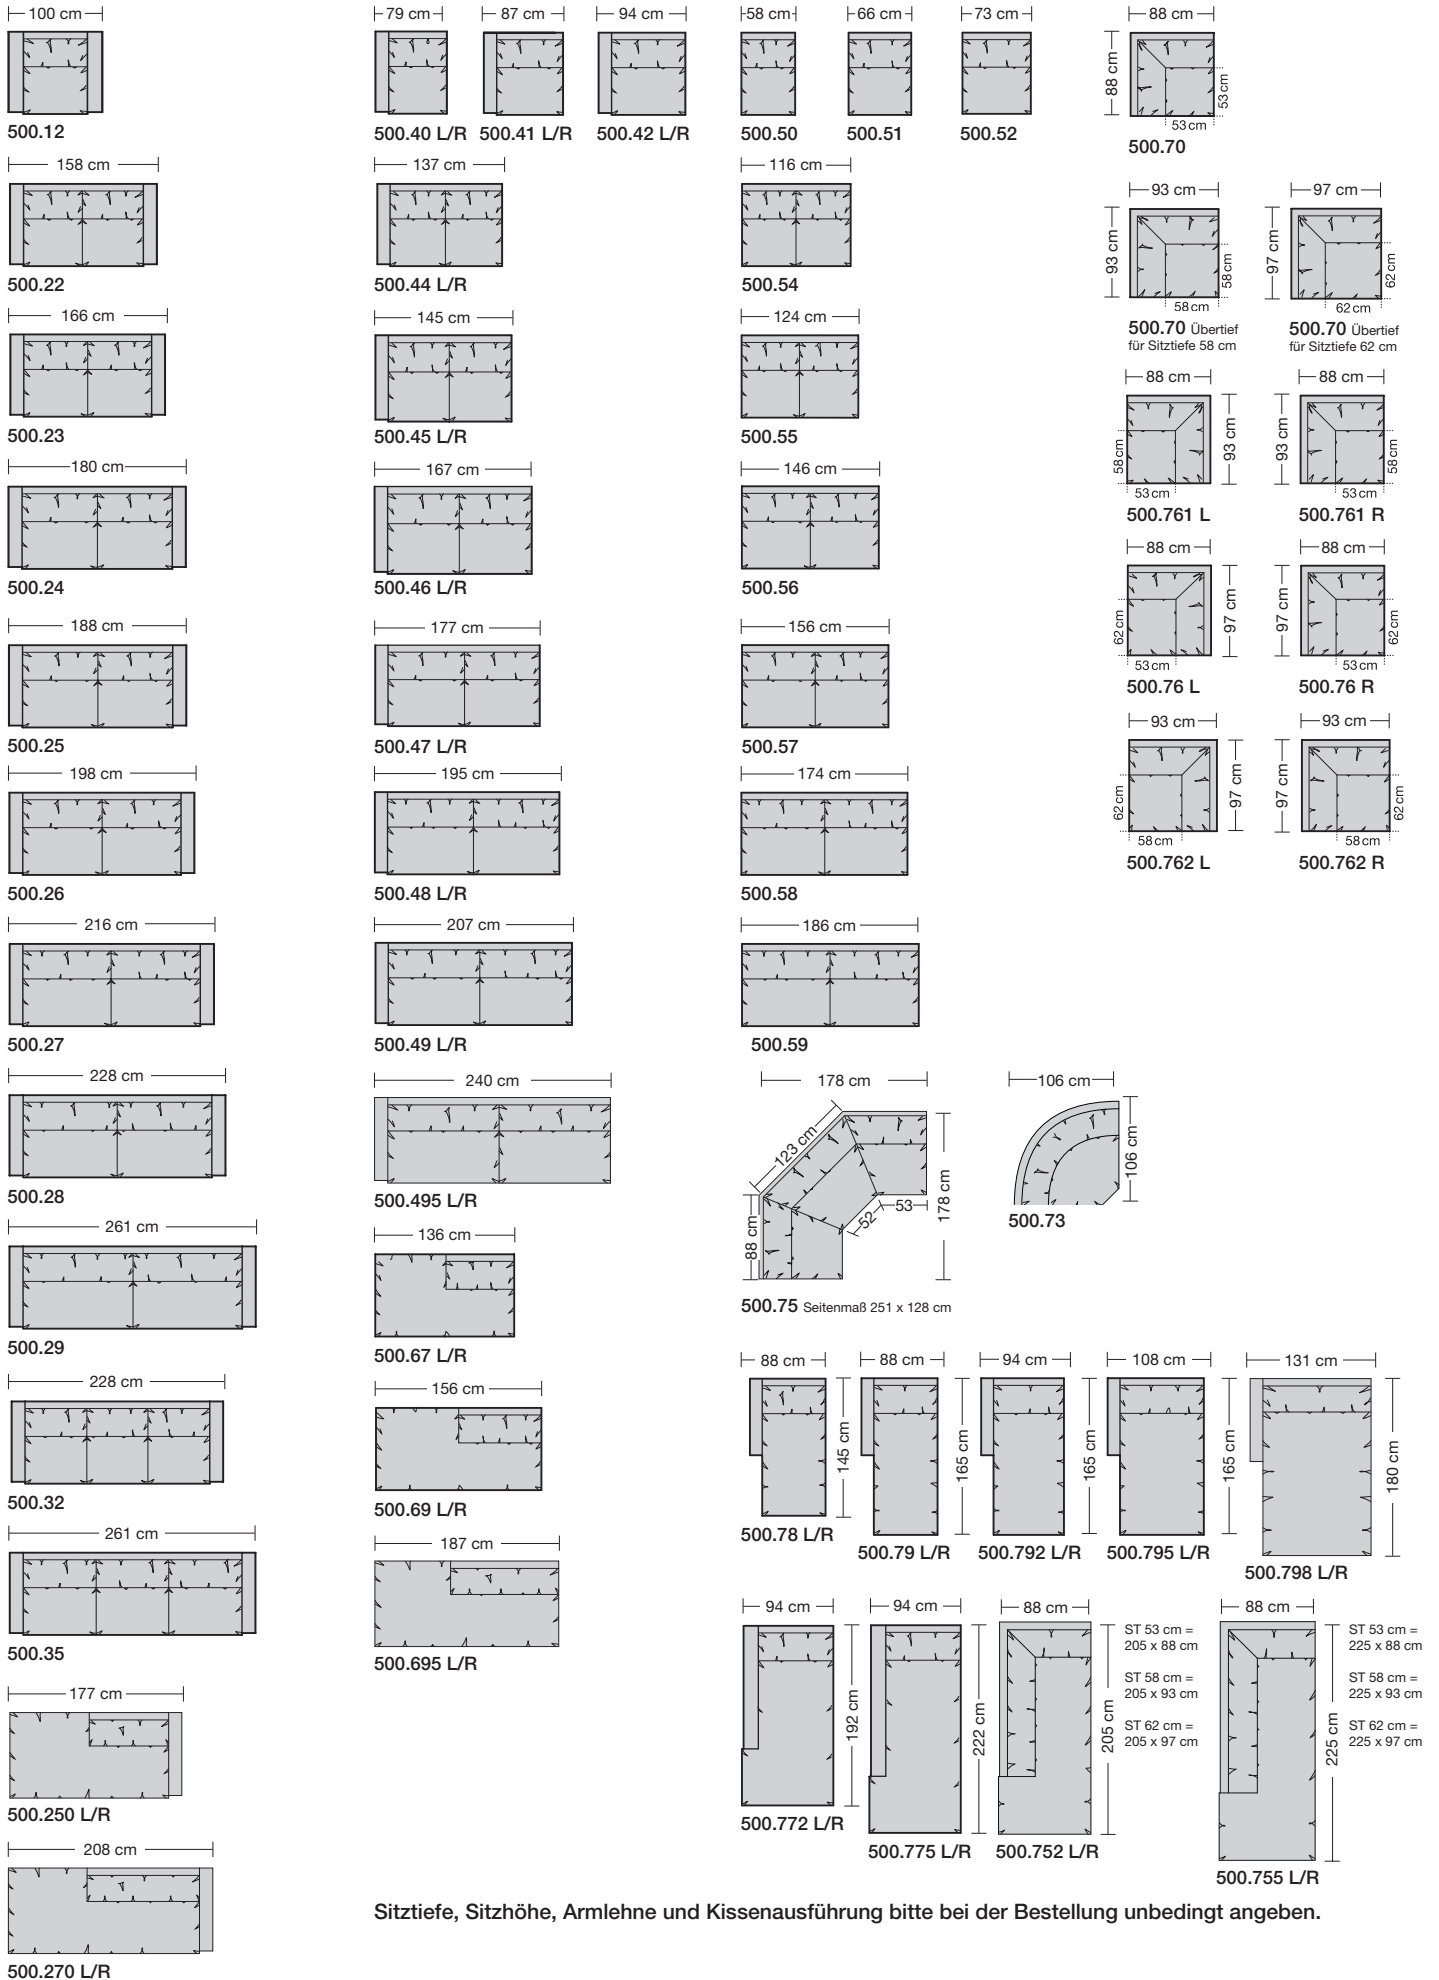 100 cm
500.12
158 cm
500.22
166 cm
500.23
180 cm
500.24
188 cm
500.25
198 cm
500.26
216 cm
500.27
228 cm
500.28
261 cm
500.29
228 cm
500.32
261 cm
500.35
177 cm
500.250 L/R
208 cm
500.270 L/R
79 cm
500.40 L/R
87 cm
500.41 L/R
94 cm
500.42 L/R
137 cm
500.44 L/R
145 cm
500.45 L/R
167 cm
500.46 L/R
177 cm
500.47 L/R
195 cm
500.48 L/R
207 cm
500.49 L/R
240 cm
500.495 L/R
136 cm
500.67 L/R
156 cm
500.69 L/R
187 cm
500.695 L/R
58 cm
500.50
66 cm
500.51
73 cm
500.52
116 cm
500.54
124 cm
500.55
146 cm
500.56
156 cm
500.57
174 cm
500.58
186 cm
500.59
88 cm
88 cm
53 cm
53 cm
500.70
93 cm
93 cm
58 cm
58 cm
500.70 Übertief
für Sitztiefe 58 cm
97 cm
97 cm
62 cm
62 cm
500.70 Übertief
für Sitztiefe 62 cm
88 cm
58 cm
93 cm
53 cm
500.761 L
88 cm
93 cm
58 cm
53 cm
500.761 R
88 cm
62 cm
97 cm
53 cm
500.76 L
88 cm
97 cm
62 cm
53 cm
500.76 R
93 cm
62 cm
97 cm
58 cm
500.762 L
93 cm
97 cm
62 cm
58 cm
500.762 R
178 cm
123 cm
88 cm
52
53
178 cm
500.75 Seitenmaß 251 x 128 cm
106 cm
106 cm
500.73
88 cm
145 cm
500.78 L/R
88 cm
165 cm
500.79 L/R
94 cm
165 cm
500.792 L/R
108 cm
165 cm
500.795 L/R
131 cm
180 cm
500.798 L/R
94 cm
192 cm
500.772 L/R
94 cm
222 cm
500.775 L/R
88 cm
205 cm
500.752 L/R
ST 53 cm =
205 x 88 cm
ST 58 cm =
205 x 93 cm
ST 62 cm =
205 x 97 cm
88 cm
225 cm
500.755 L/R
ST 53 cm =
225 x 88 cm
ST 58 cm =
225 x 93 cm
ST 62 cm =
225 x 97 cm
Sitztiefe, Sitzhöhe, Armlehne und Kissenausführung bitte bei der Bestellung unbedingt angeben.